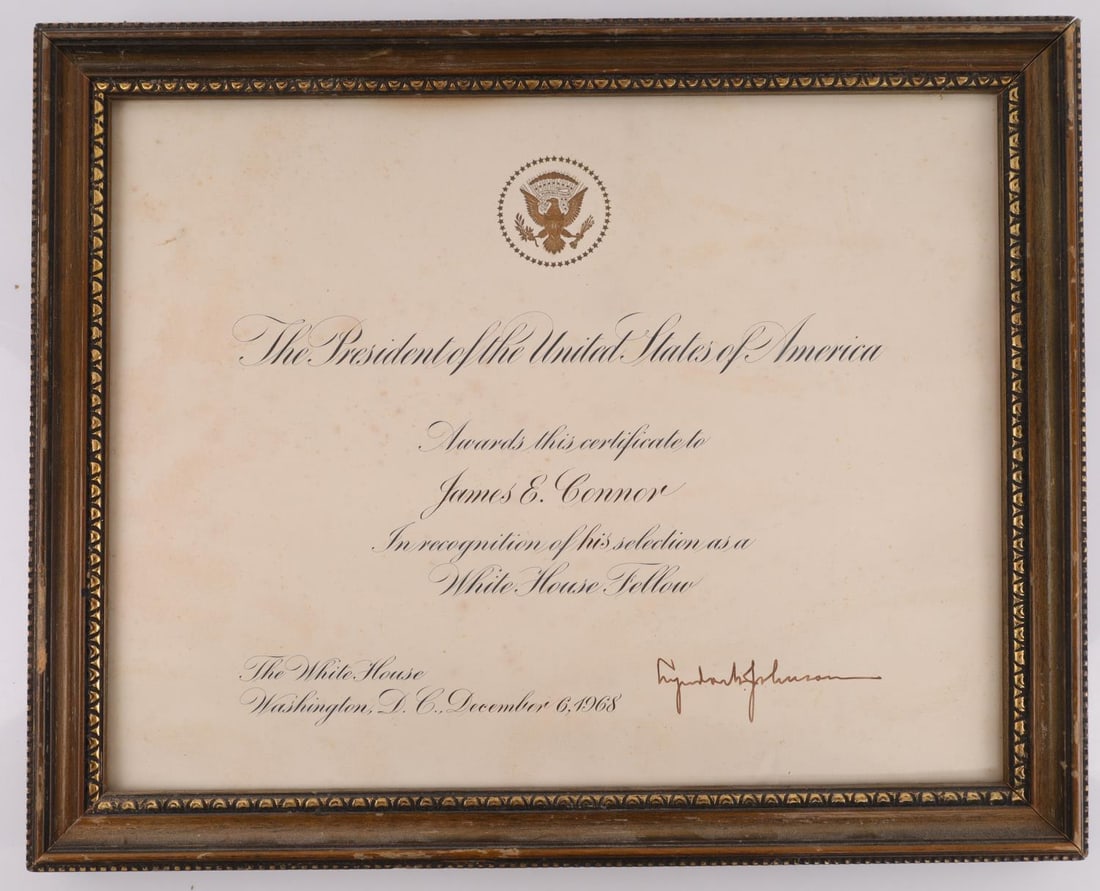 The President of the United States of America
Awards this certificate to
James E. Connor
In recognition of his selection as a
White House Fellow
The White House
Washington, D. C., December 6, 1968
Lyndon B. Johnson